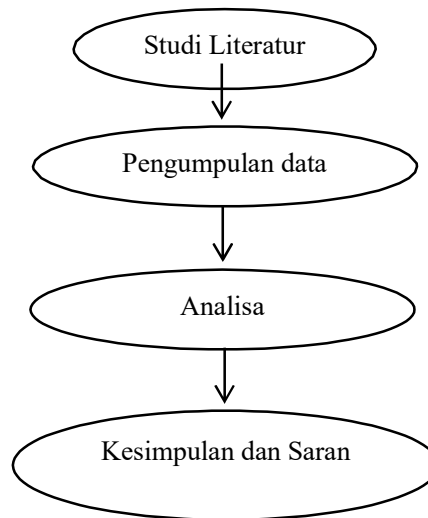 Studi Literatur
Pengumpulan data
Analisa
Kesimpulan dan Saran